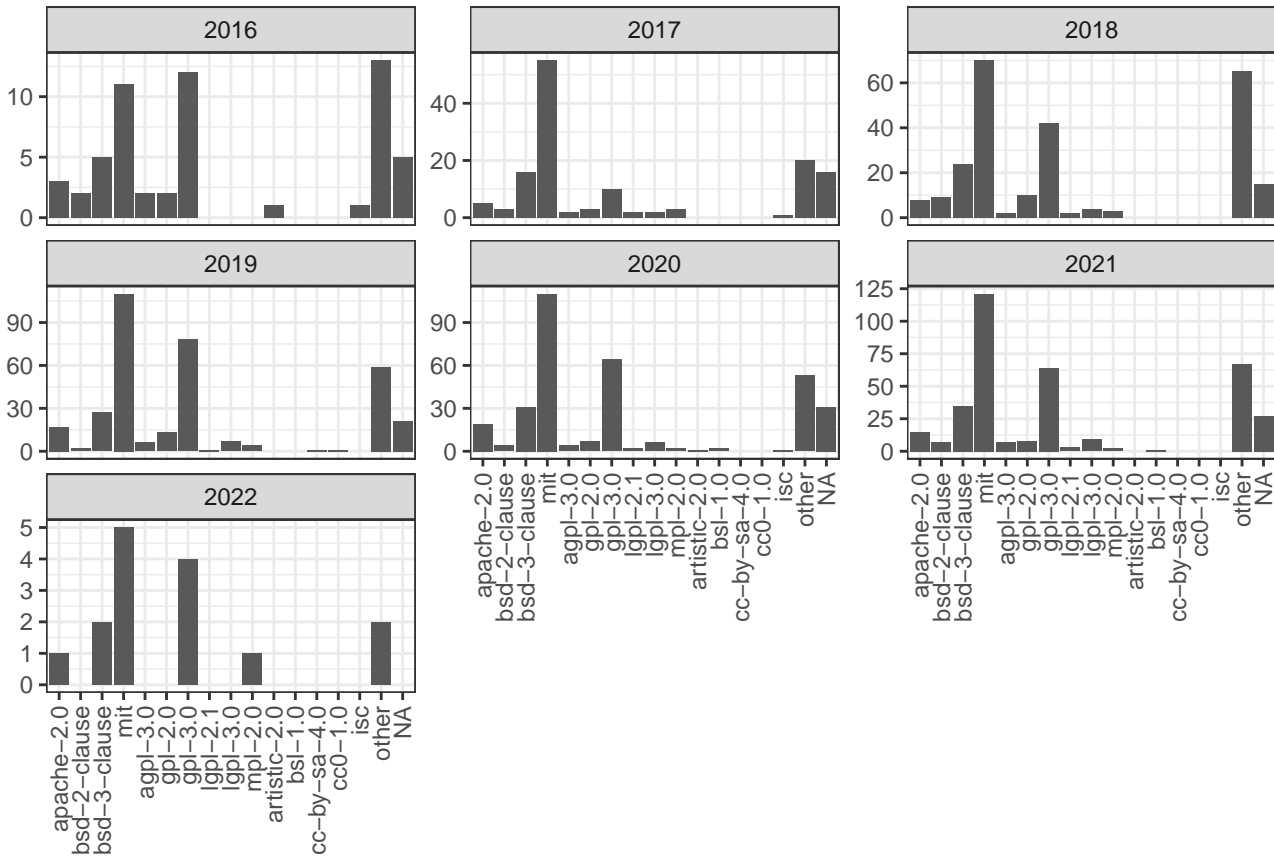 2016
2017
2018
10
5
0
40
20
0
60
40
20
0
2019
2020
2021
90
60
30
0
90
60
30
0
125
100
75
50
25
0
2022
5
4
3
2
1
0
apache−2.0
bsd−2−clause
bsd−3−clause
mit
agpl−3.0
gpl−2.0
gpl−3.0
lgpl−2.1
lgpl−3.0
mpl−2.0
artistic−2.0
bsl−1.0
cc−by−sa−4.0
cc0−1.0
isc
other
NA
apache−2.0
bsd−2−clause
bsd−3−clause
mit
agpl−3.0
gpl−2.0
gpl−3.0
lgpl−2.1
lgpl−3.0
mpl−2.0
artistic−2.0
bsl−1.0
cc−by−sa−4.0
cc0−1.0
isc
other
NA
apache−2.0
bsd−2−clause
bsd−3−clause
mit
agpl−3.0
gpl−2.0
gpl−3.0
lgpl−2.1
lgpl−3.0
mpl−2.0
artistic−2.0
bsl−1.0
cc−by−sa−4.0
cc0−1.0
isc
other
NA